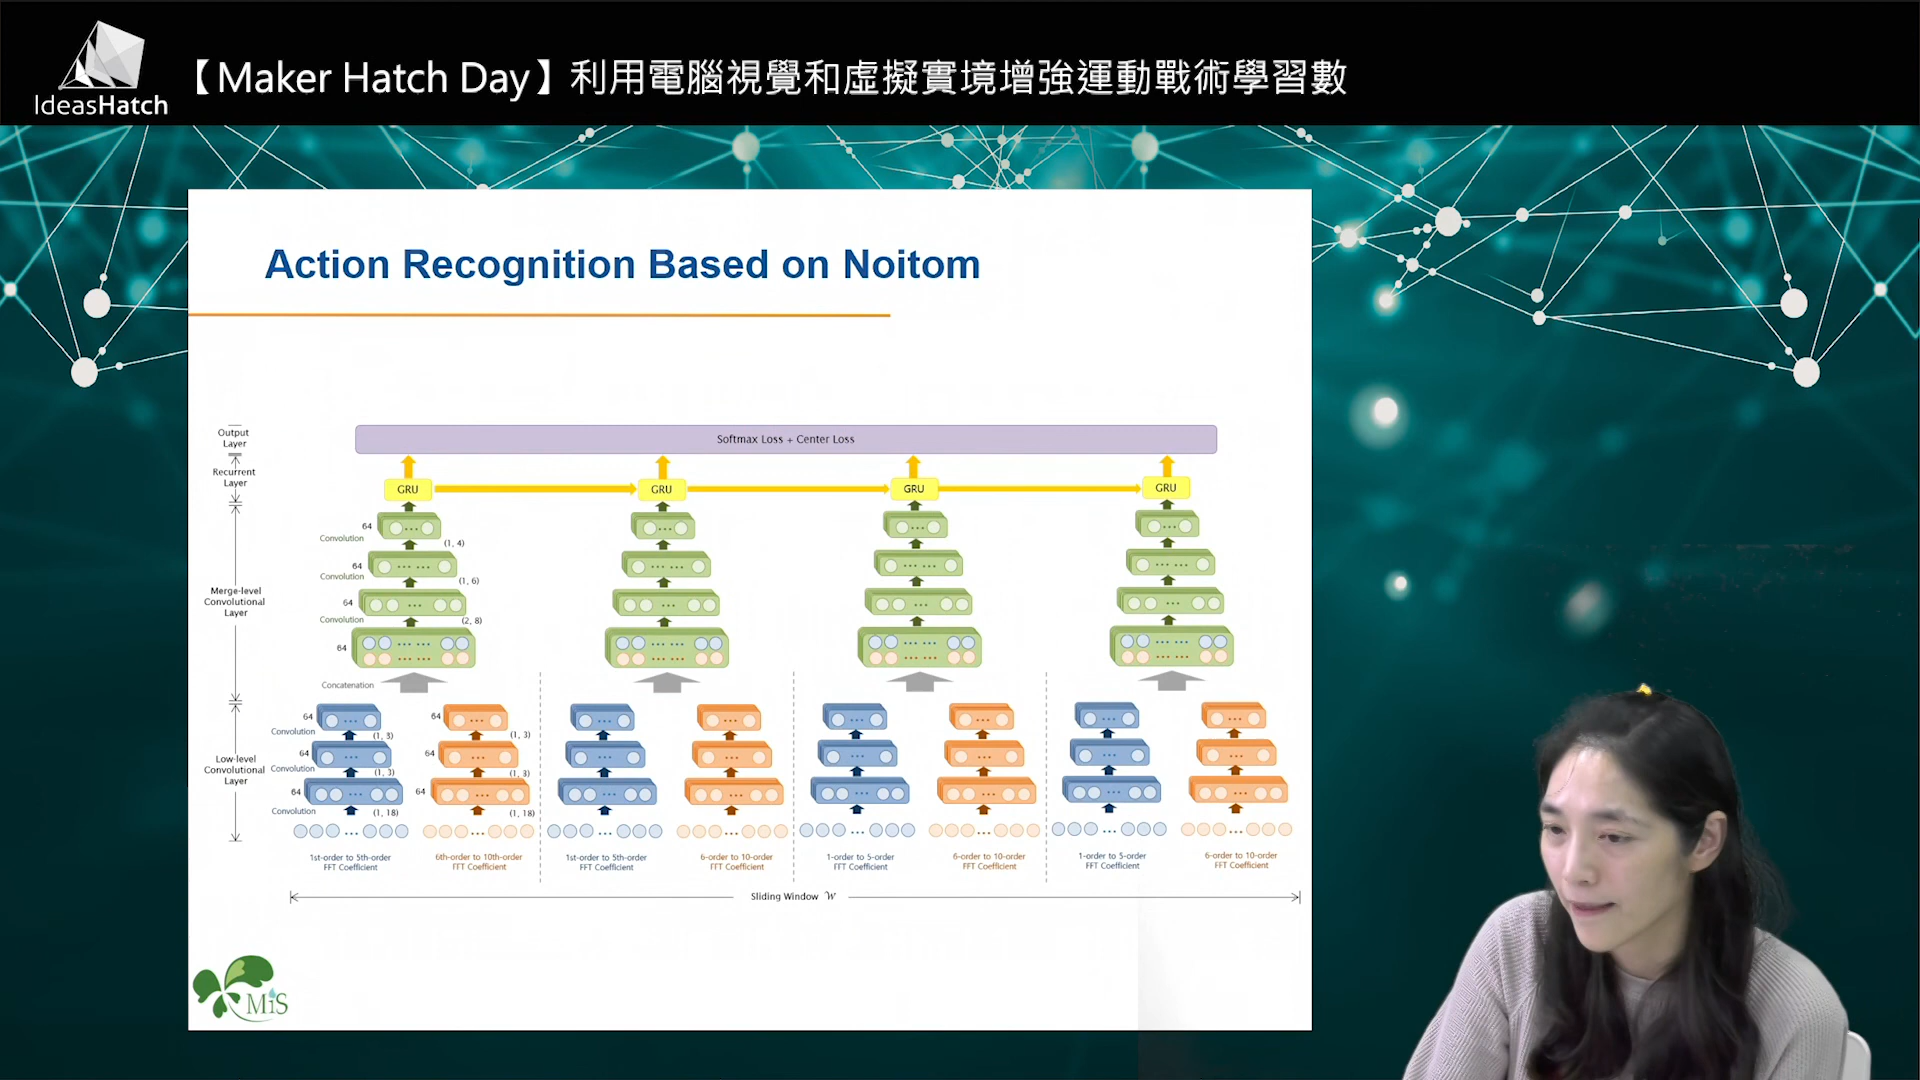 IdeasHatch
【Maker Hatch Day】利用電腦視覺和虛擬實境增強運動戰術學習數
Action Recognition Based on Noitom
Output
Layer
Softmax Loss + Center Loss
Recurrent
Layer
GRU GRU GRU GRU
64
Convolution
(1, 4)
64
Convolution
(1, 6)
Merge-level
Convolutional
Layer
64
Convolution
(2, 8)
64
Concatenation
64 64
Convolution (1, 3) (1, 3)
64 64
Low-level
Convolutional
Layer
Convolution (1, 3) (1, 3)
64 64
Convolution (1, 18) (1, 18)
1st-order to 5th-order
FFT Coefficient
6th-order to 10th-order
FFT Coefficient
1st-order to 5th-order
FFT Coefficient
6-order to 10-order
FFT Coefficient
1-order to 5-order
FFT Coefficient
6-order to 10-order
FFT Coefficient
1-order to 5-order
FFT Coefficient
6-order to 10-order
FFT Coefficient
Sliding Window W
MiS